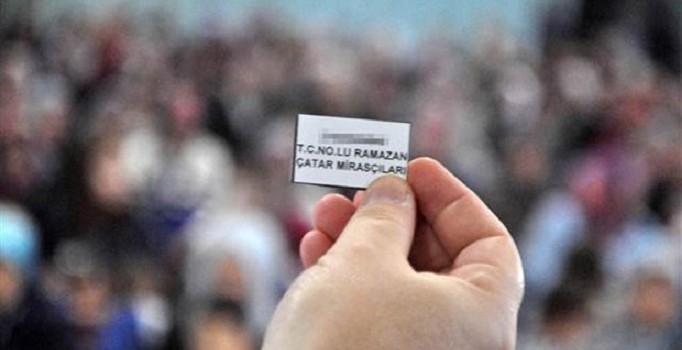 T.C.NO.LU RAMAZAN
ÇATAR MİRASÇILARI